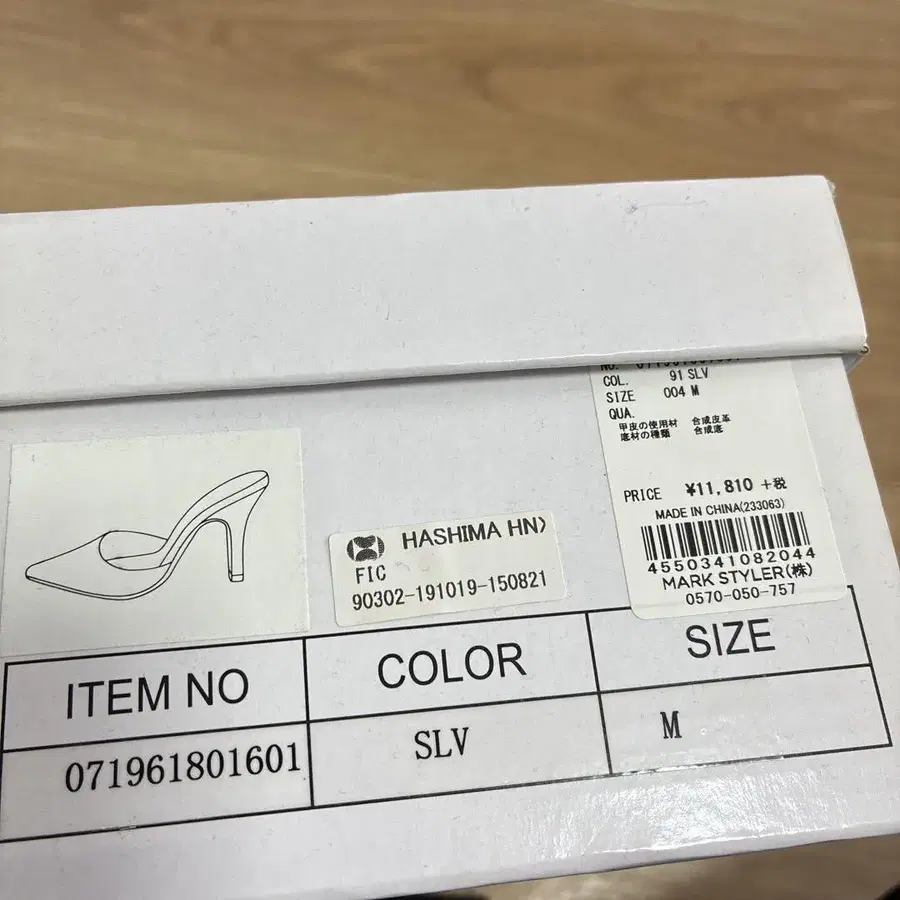 COL. 91 SLV
SIZE 004 M
QUA.
甲皮の使用材 合成皮革
底材の種類 合成底
PRICE ¥11,810 +税
MADE IN CHINA(233063)
4550341082044
MARK STYLER(株)
0570-050-757
HASHIMA HN〉
FIC
90302-191019-150821
ITEM NO COLOR SIZE
071961801601 SLV M